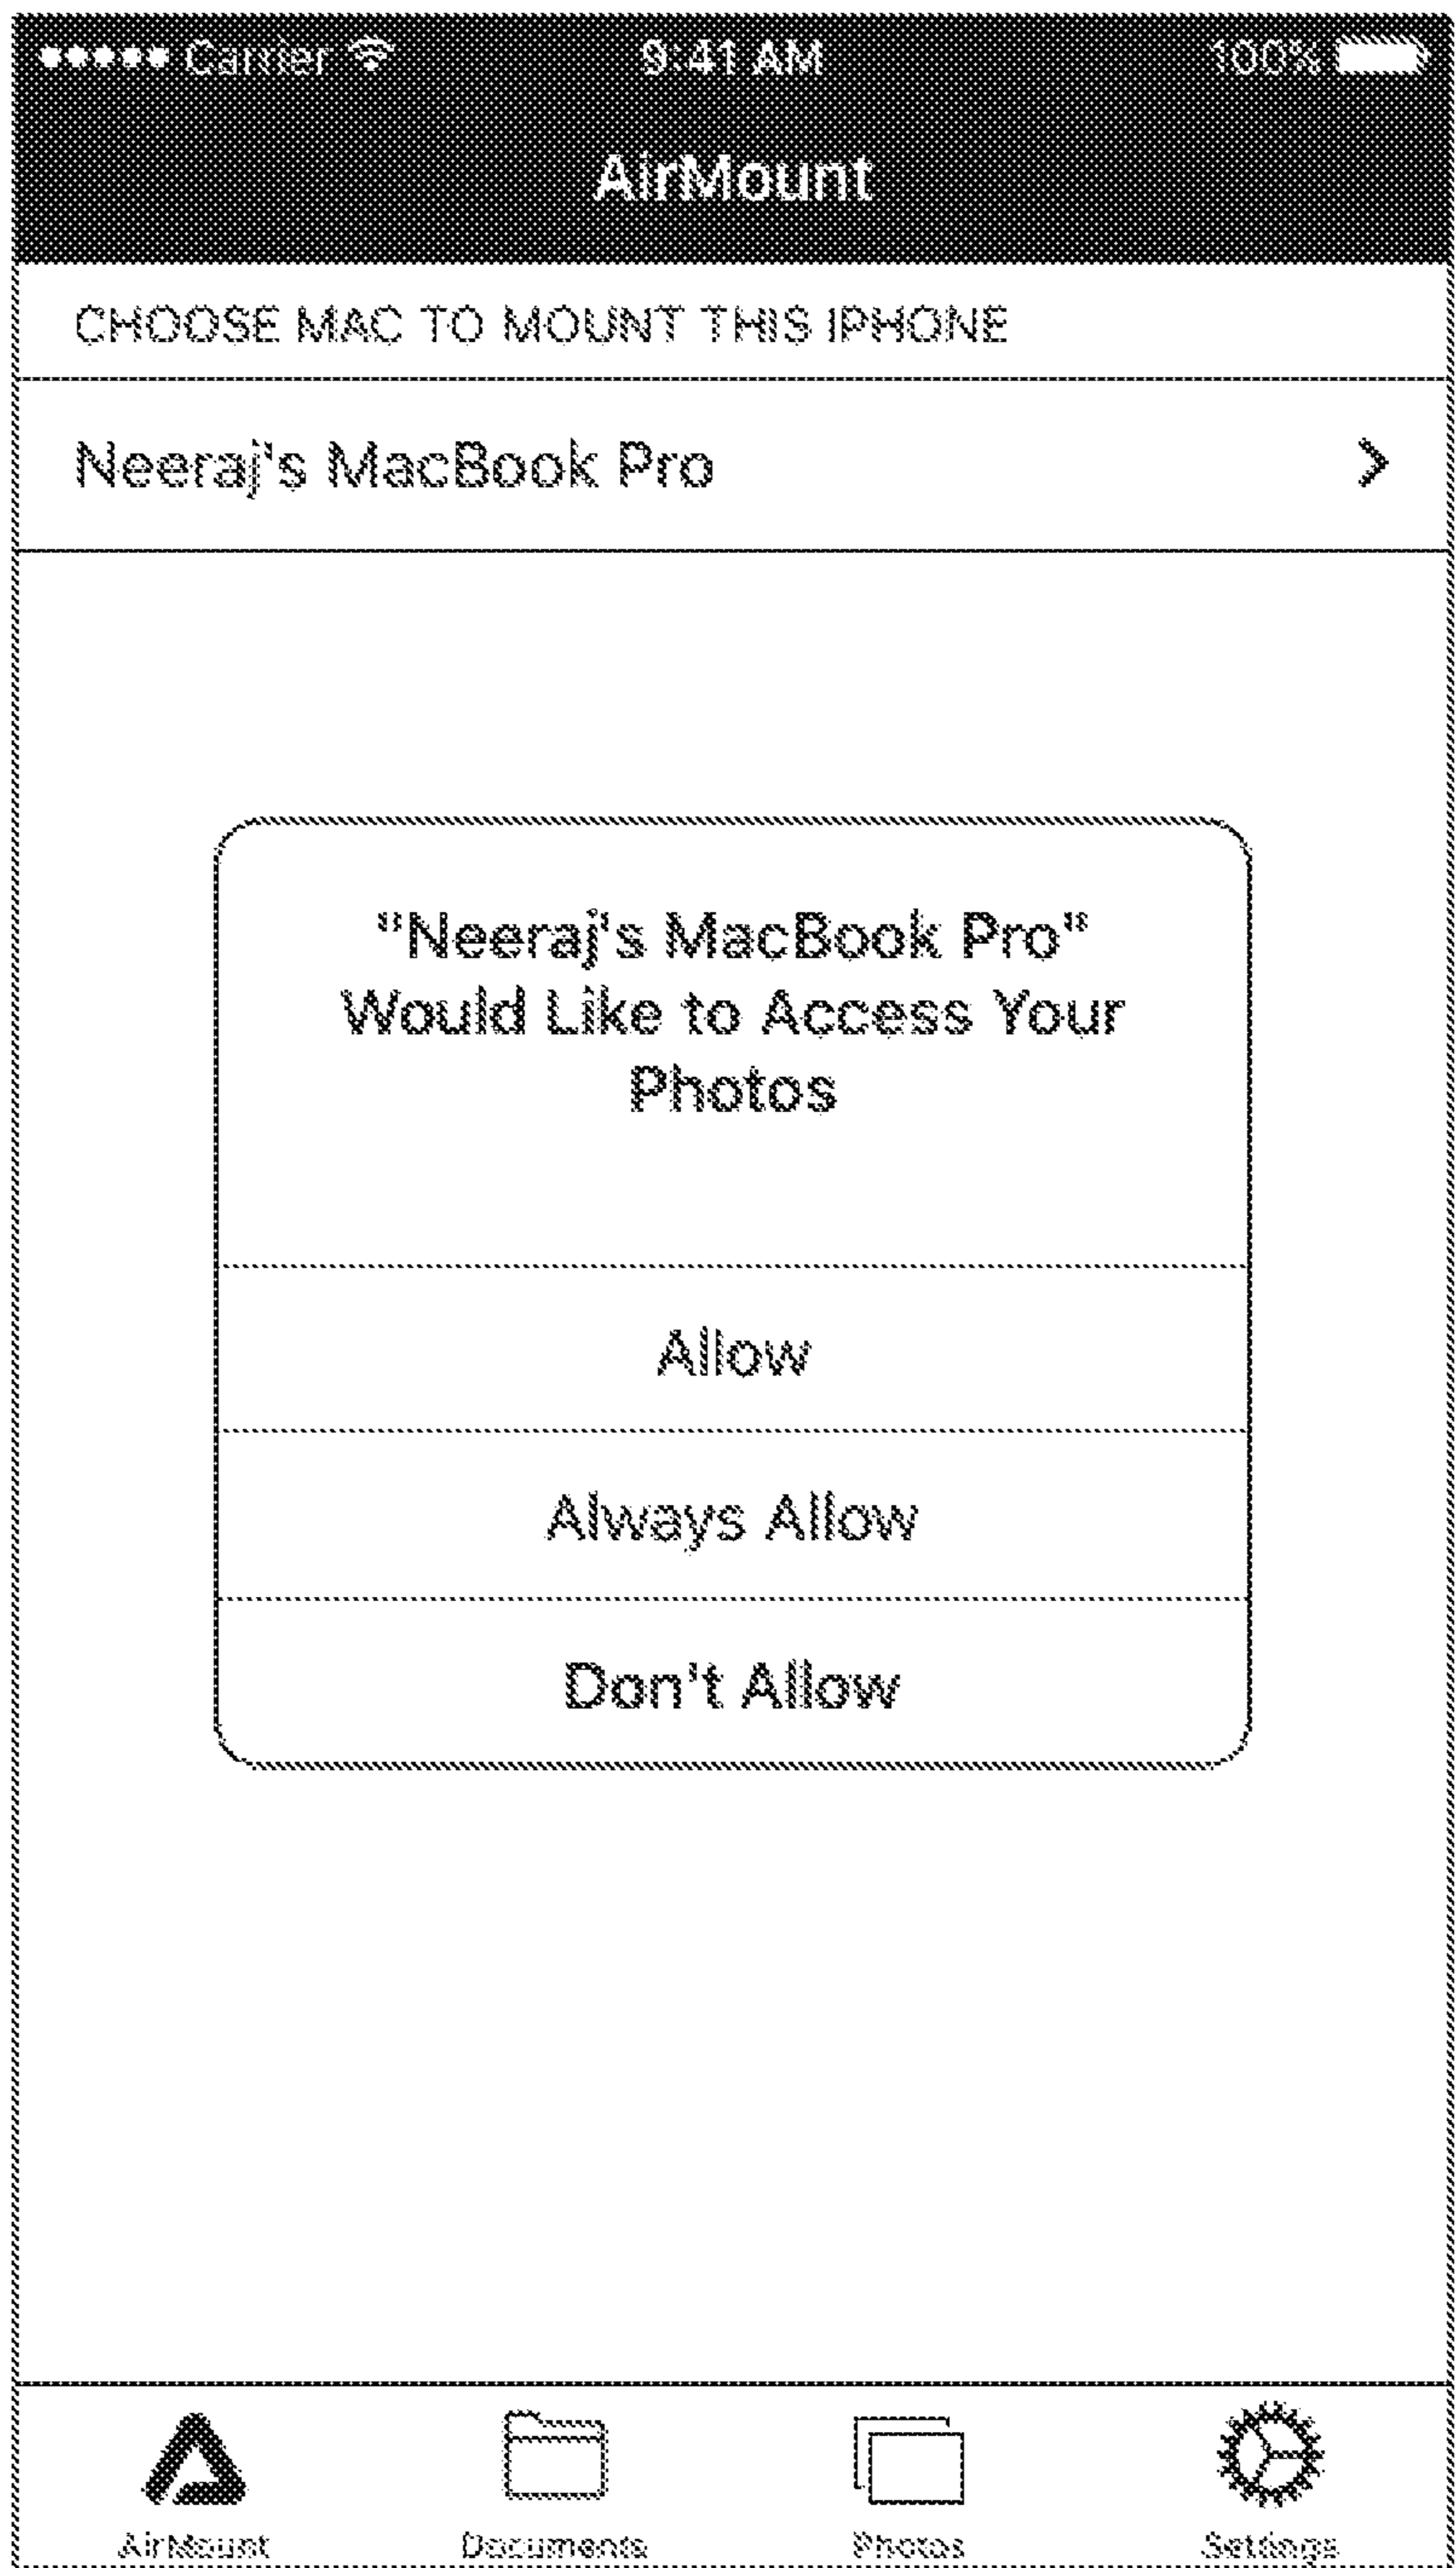 Carrier 9:41 AM 100%
AirMount
CHOOSE MAC TO MOUNT THIS IPHONE
Neeraj's MacBook Pro
"Neeraj's MacBook Pro"
Would Like to Access Your
Photos
Allow
Always Allow
Don't Allow
AirMount Documents Photos Settings